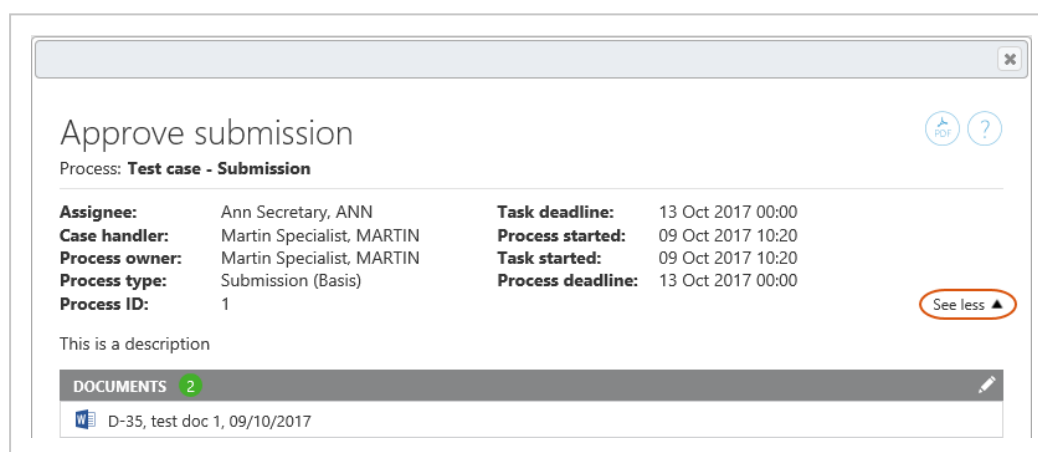 Approve submission
PDF ?
Process: Test case - Submission
Assignee: Ann Secretary, ANN Task deadline: 13 Oct 2017 00:00
Case handler: Martin Specialist, MARTIN Process started: 09 Oct 2017 10:20
Process owner: Martin Specialist, MARTIN Task started: 09 Oct 2017 10:20
Process type: Submission (Basis) Process deadline: 13 Oct 2017 00:00
Process ID: 1 See less ▲
This is a description
DOCUMENTS 2
W D-35, test doc 1, 09/10/2017